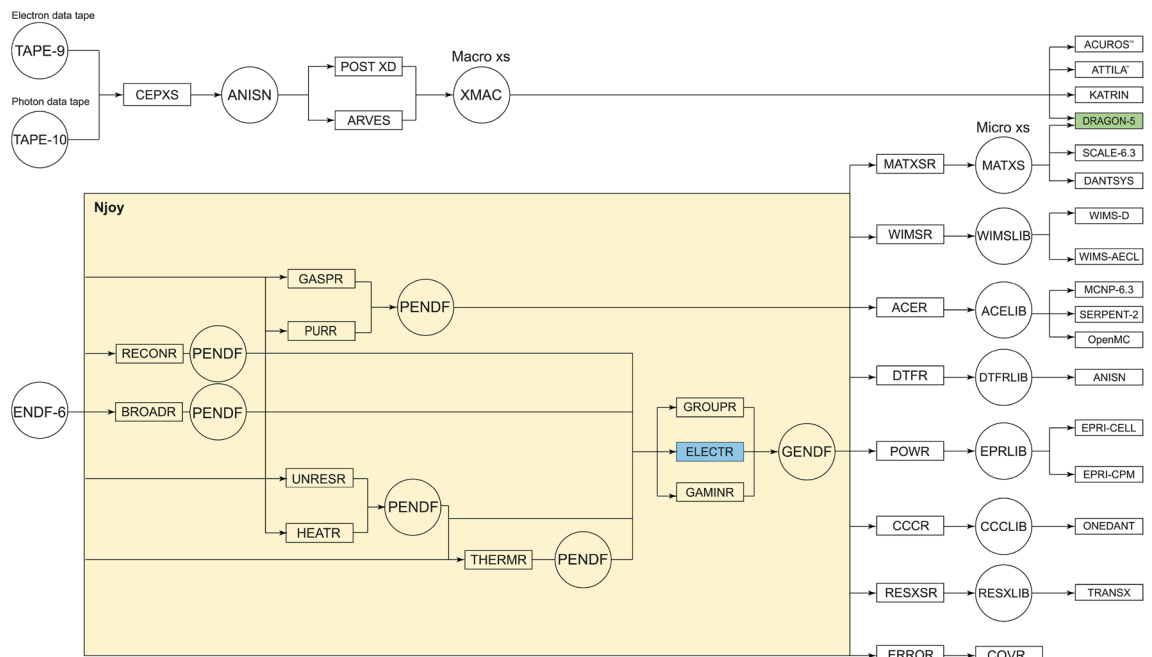 Electron data tape
TAPE-9
Photon data tape
TAPE-10
CEPXS
ANISN
POST XD
ARVES
Macro xs
XMAC
ACUROS™
ATTILA™
KATRIN
DRAGON-5
Micro xs
MATXSR
MATXS
SCALE-6.3
DANTSYS
Njoy
WIMSR
WIMSLIB
WIMS-D
WIMS-AECL
GASPR
PURR
PENDF
ACER
ACELIB
MCNP-6.3
SERPENT-2
OpenMC
RECONR
PENDF
DTFR
DTFRLIB
ANISN
ENDF-6
BROADR
PENDF
GROUPR
ELECTR
GAMINR
GENDF
POWR
EPRLIB
EPRI-CELL
EPRI-CPM
UNRESR
HEATR
PENDF
CCCR
CCCLIB
ONEDANT
THERMR
PENDF
RESXSR
RESXLIB
TRANSX
ERROR
COVR